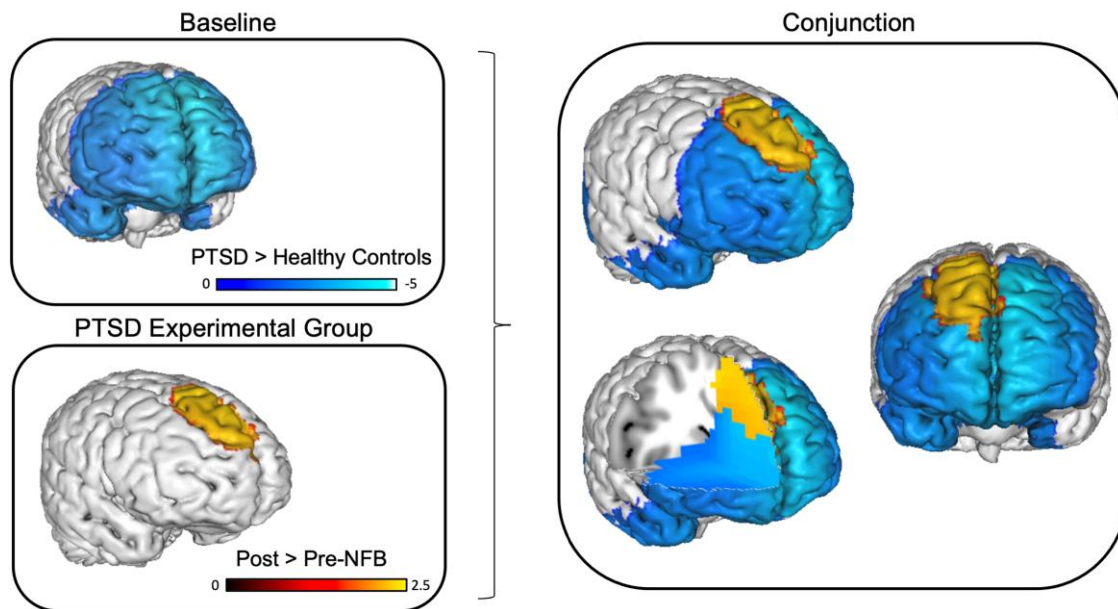 Baseline
PTSD > Healthy Controls
0 -5
PTSD Experimental Group
Post > Pre-NFB
0 2.5
Conjunction